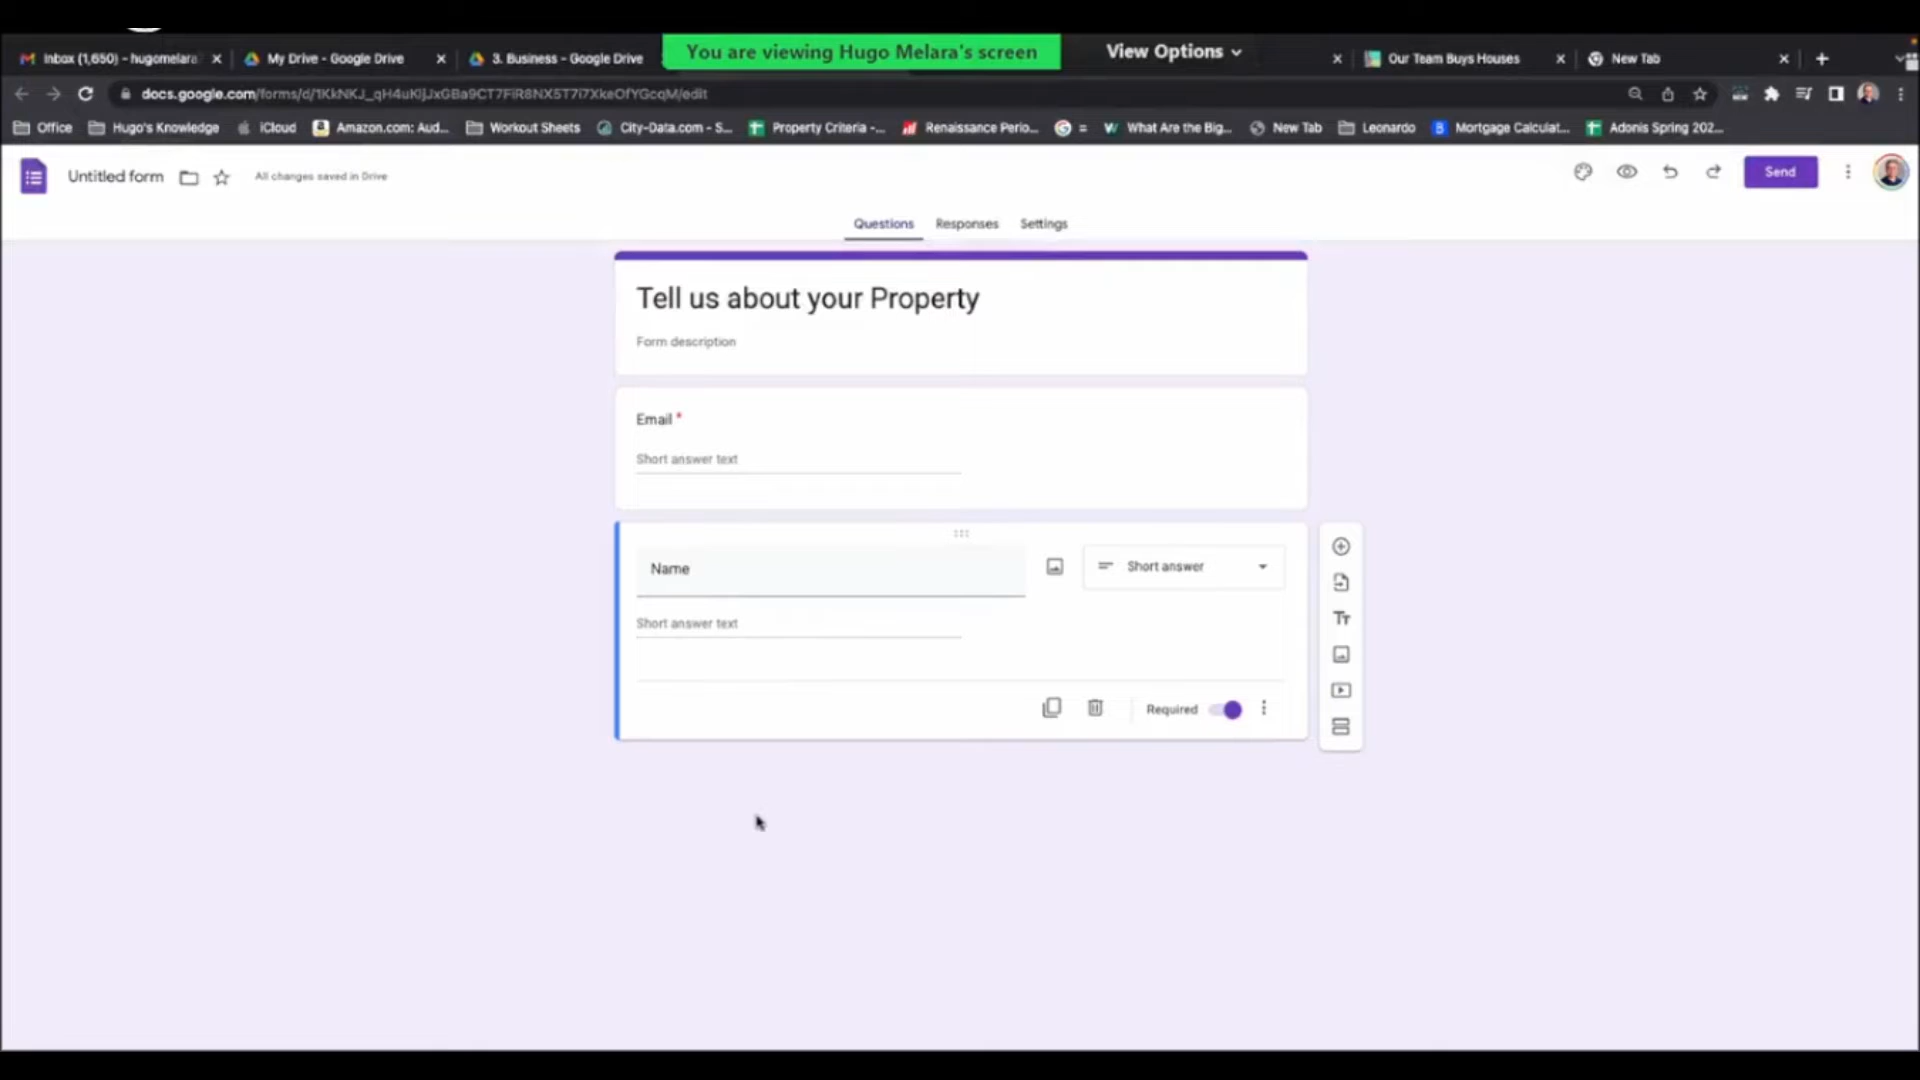 Inbox (1,650) - hugomelara
My Drive - Google Drive
3. Business - Google Drive
You are viewing Hugo Melara's screen
View Options
Our Team Buys Houses
New Tab
docs.google.com/forms/d/
/edit
Office
Hugo's Knowledge
iCloud
Amazon.com: Aud...
Workout Sheets
City-Data.com - S...
Property Criteria -...
Renaissance Perio...
=
What Are the Big...
New Tab
Leonardo
Mortgage Calculat...
Adonis Spring 202...
Untitled form
All changes saved in Drive
Send
Questions
Responses
Settings
Tell us about your Property
Form description
Email *
Short answer text
Name
Short answer
Short answer text
Required